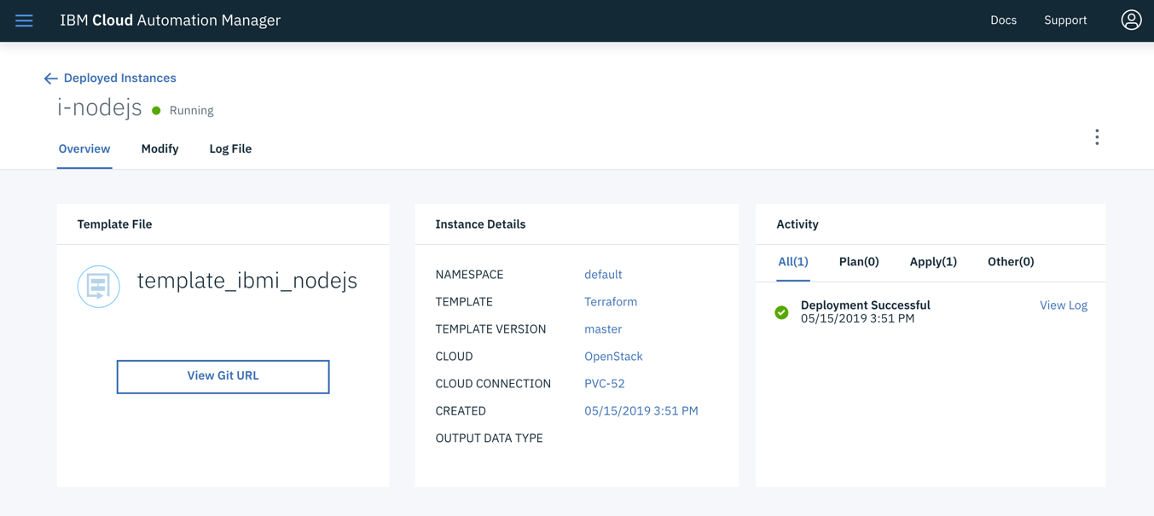 IBM Cloud Automation Manager
Docs
Support
Deployed Instances
i-nodejs
Running
Overview
Modify
Log File
Template File
template_ibmi_nodejs
View Git URL
Instance Details
NAMESPACE default
TEMPLATE Terraform
TEMPLATE VERSION master
CLOUD OpenStack
CLOUD CONNECTION PVC-52
CREATED 05/15/2019 3:51 PM
OUTPUT DATA TYPE
Activity
All(1) Plan(0) Apply(1) Other(0)
Deployment Successful
05/15/2019 3:51 PM
View Log